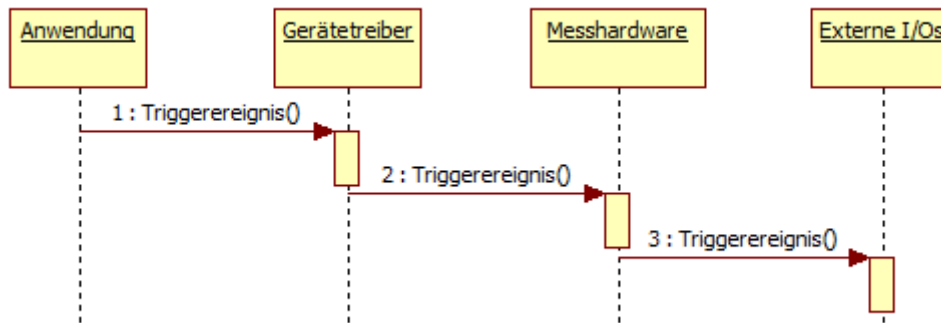 Anwendung
Gerätetreiber
Messhardware
Externe I/Os
1 : Triggerereignis()
2 : Triggerereignis()
3 : Triggerereignis()